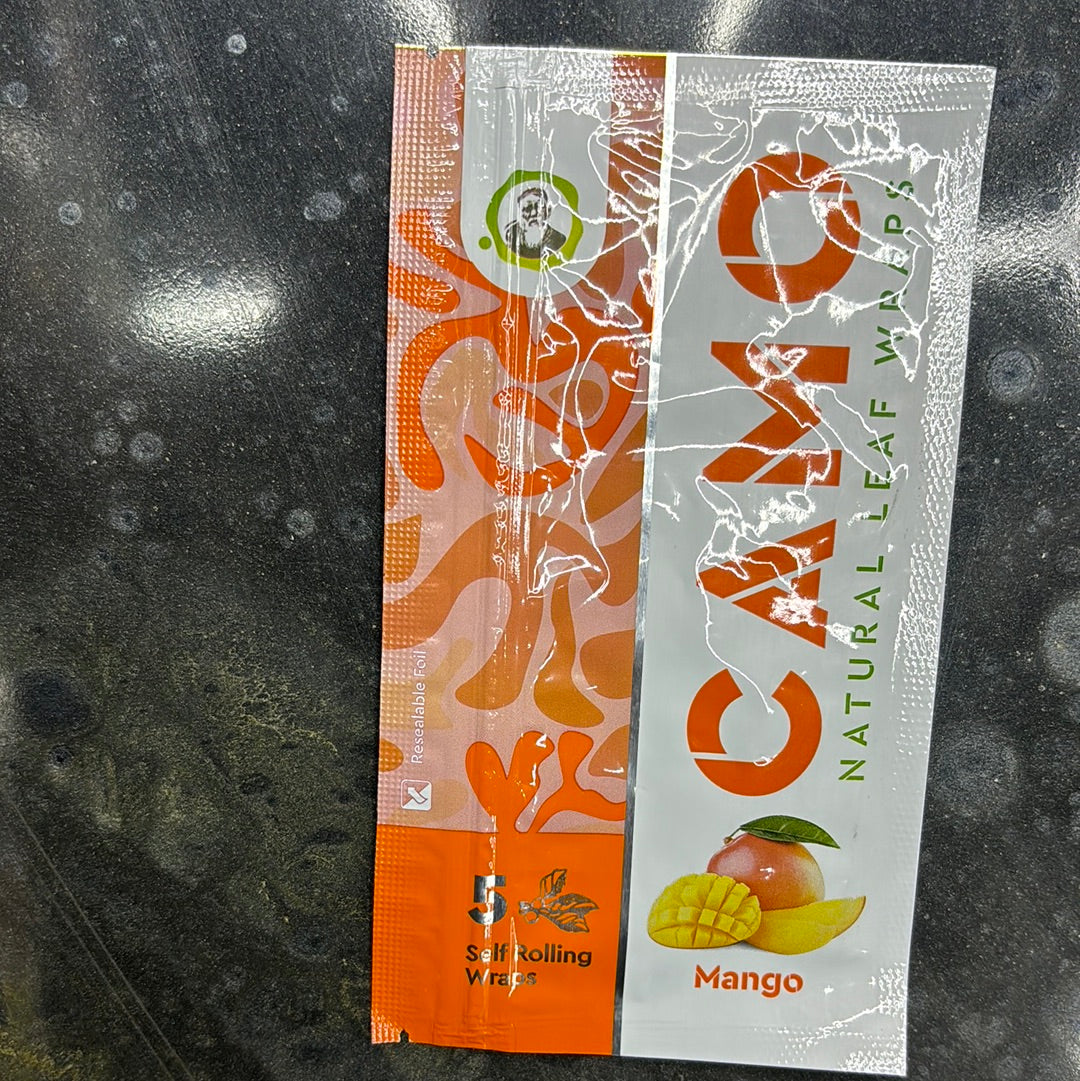 CAMO
NATURAL LEAF WRAPS
Mango
Resealable Foil
5
Self Rolling
Wraps